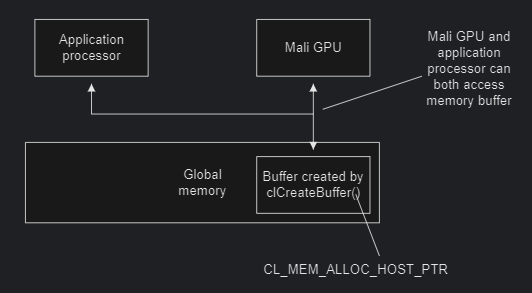 Application
processor
Mali GPU
Mali GPU and
application
processor can
both access
memory buffer
Global
memory
Buffer created by
clCreateBuffer()
CL_MEM_ALLOC_HOST_PTR